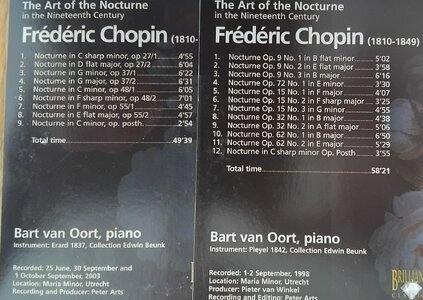 The Art of the Nocturne
in the Nineteenth Century
Frédéric Chopin (1810-
1. Nocturne in C sharp minor, op 27/1 4'55
2. Nocturne in D flat major, op 27/2 6'04
3. Nocturne in G minor, op 37/1 6'22
4. Nocturne in G major, op 37/2 6'31
5. Nocturne in C minor, op 48/1 6'05
6. Nocturne in F sharp minor, op 48/2 7'01
7. Nocturne in F minor, op 55/1 4'45
8. Nocturne in E flat major, op 55/2 4'57
9. Nocturne in C minor, op. posth. 2'54
Total time 49'39
Bart van Oort, piano
Instrument: Erard 1837, Collection Edwin Beunk
Recorded: 25 June, 30 September and
1 October September, 2003
Location: Maria Minor, Utrecht
Recording and Producer: Peter Arts
The Art of the Nocturne
in the Nineteenth Century
Frédéric Chopin (1810-1849)
1. Nocturne Op. 9 No. 1 in B flat minor 5'02
2. Nocturne Op. 9 No. 2 in E flat major 3'58
3. Nocturne Op. 9 No. 3 in B major 6'16
4. Nocturne Op. 72 No. 1 in E minor 3'30
5. Nocturne Op. 15 No. 1 in F major 4'07
6. Nocturne Op. 15 No. 2 in F sharp major 3'25
7. Nocturne Op. 15 No. 3 in G minor 4'55
8. Nocturne Op. 32 No. 1 in B major 4'38
9. Nocturne Op. 32 No. 2 in A flat major 5'06
10. Nocturne Op. 62 No. 1 in B major 6'50
11. Nocturne Op. 62 No. 2 in E major 5'29
12. Nocturne in C sharp minor Op. Posth 3'55
Total time 58'21
Bart van Oort, piano
Instrument: Pleyel 1842, Collection Edwin Beunk
Recorded: 1-2 September, 1998
Location: Maria Minor, Utrecht
Producer: Pieter van Winkel
Recording and Editing: Peter Arts